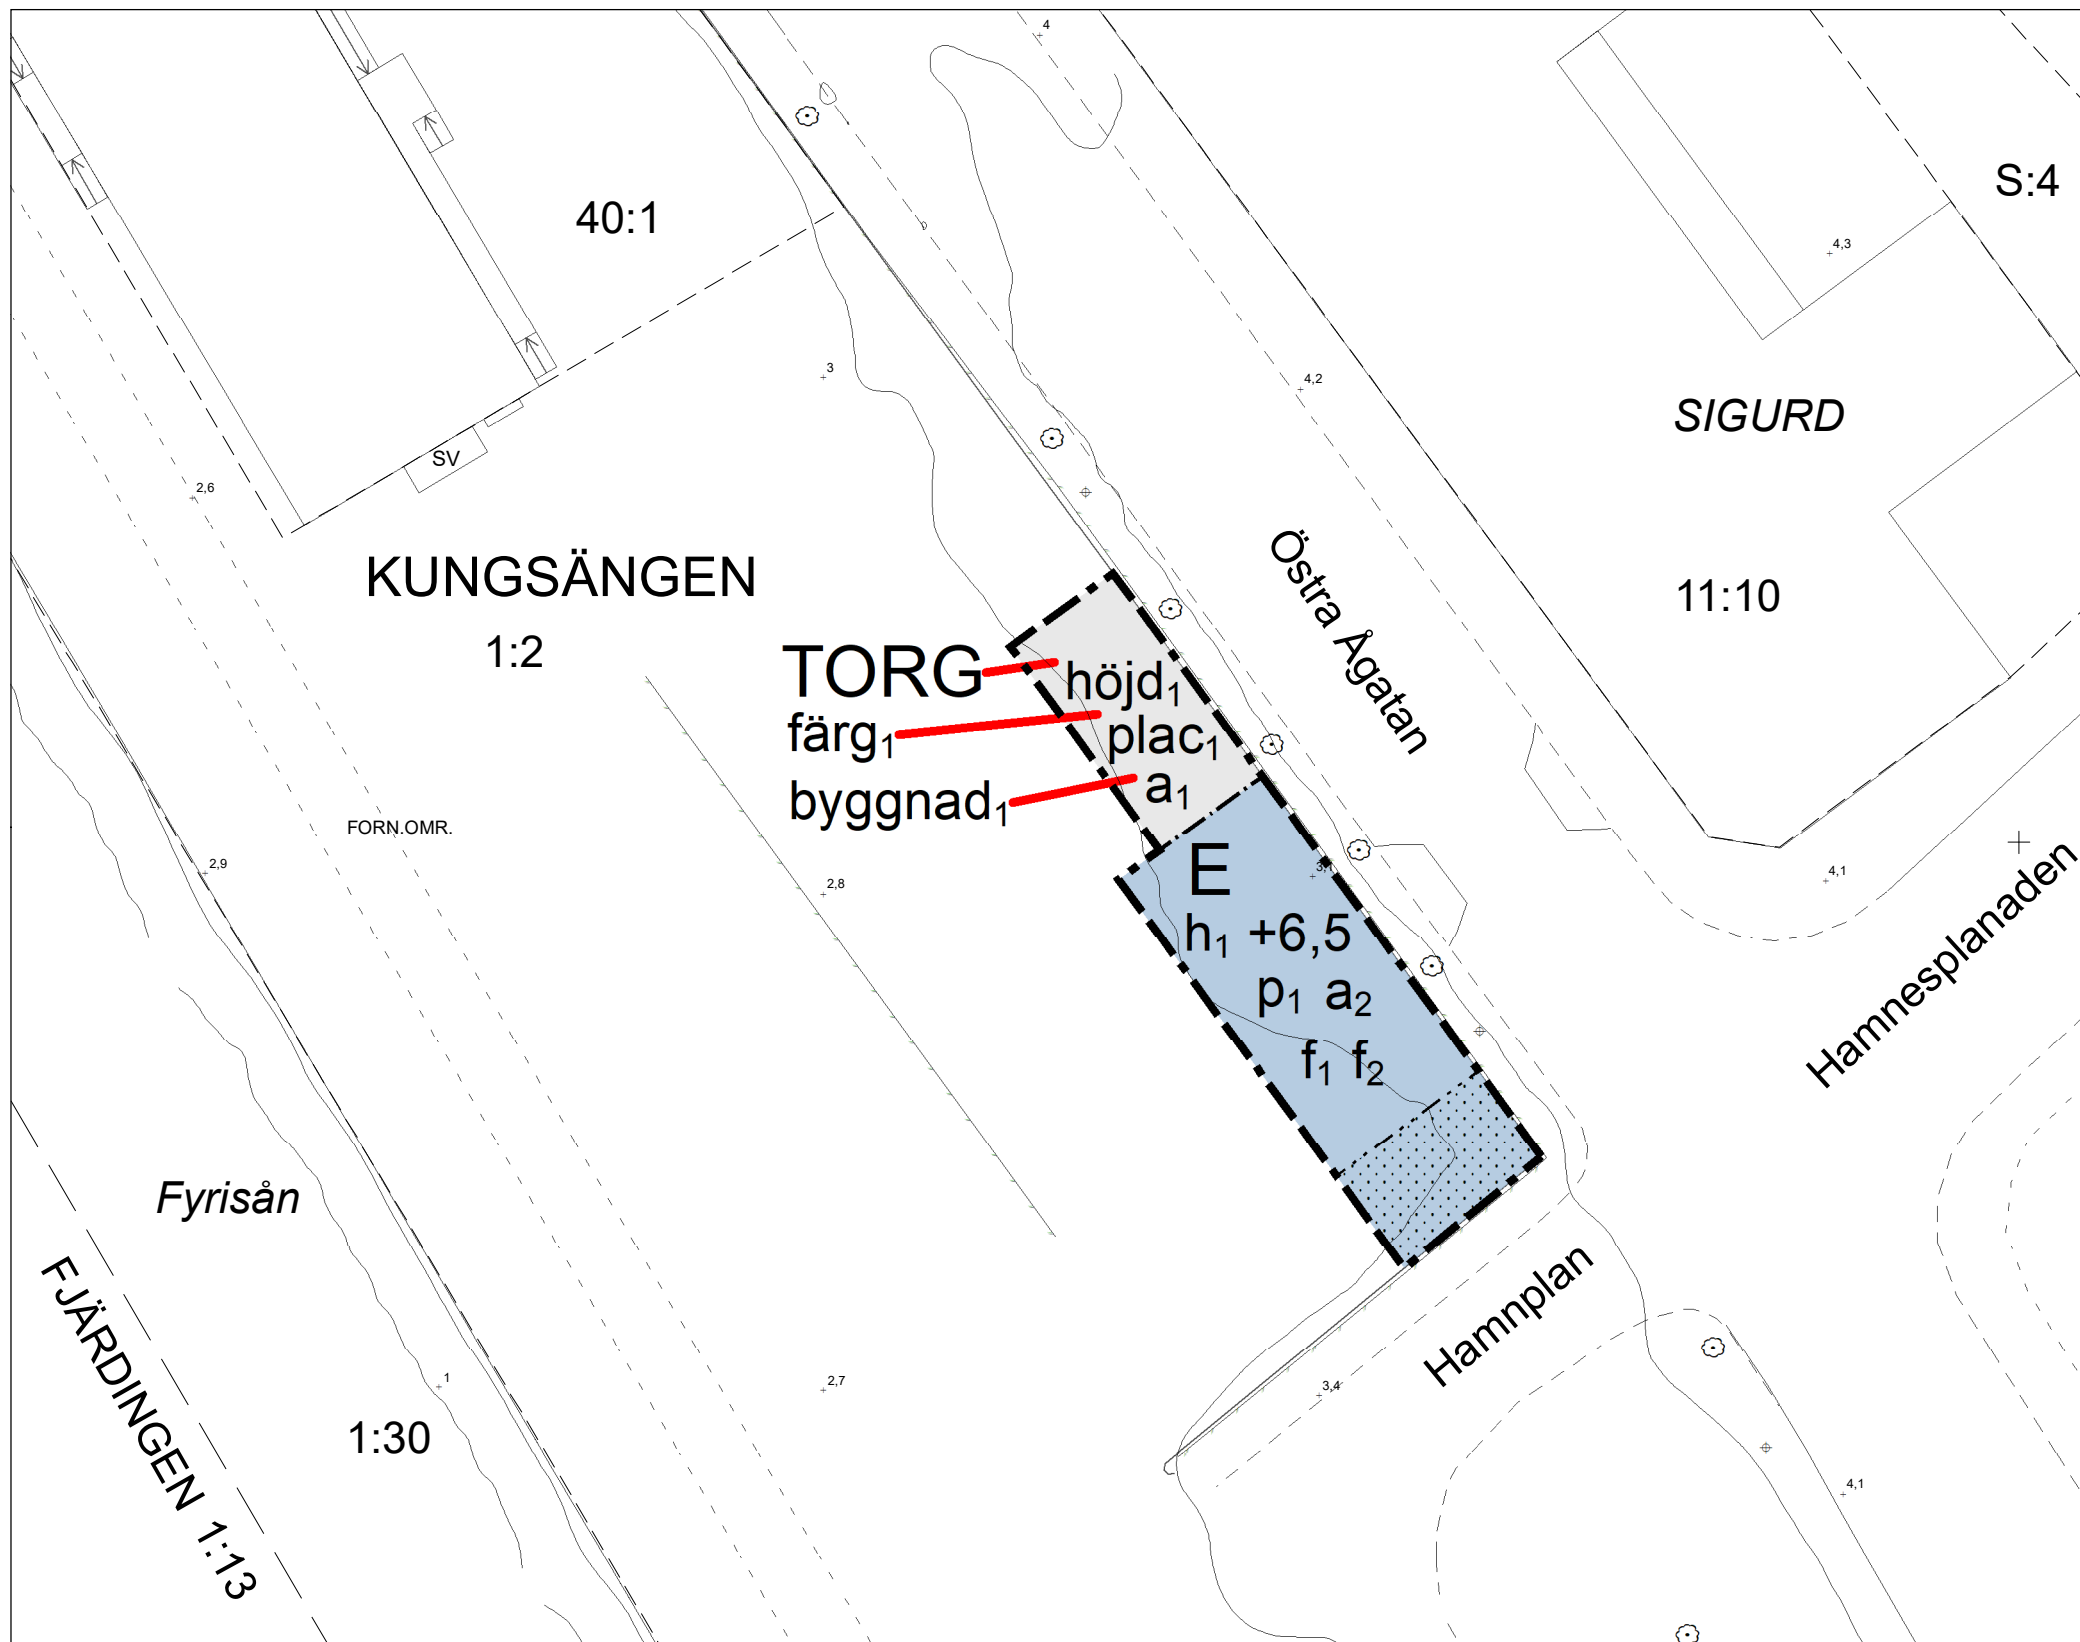 4
S:4
40:1
4,3
3
4,2
SIGURD
SV
2,6
KUNGSÄNGEN
1:2
Östra Ågatan
11:10
TORG
höjd₁
färg₁
plac₁
a₁
byggnad₁
FORN.OMR.
2,9
2,8
E
3,1
4,1
h₁ +6,5
p₁ a₂
f₁ f₂
Hamnesplanaden
Fyrisån
FJÄRDINGEN 1:13
1
1:30
2,7
Hamnplan
3,4
4,1